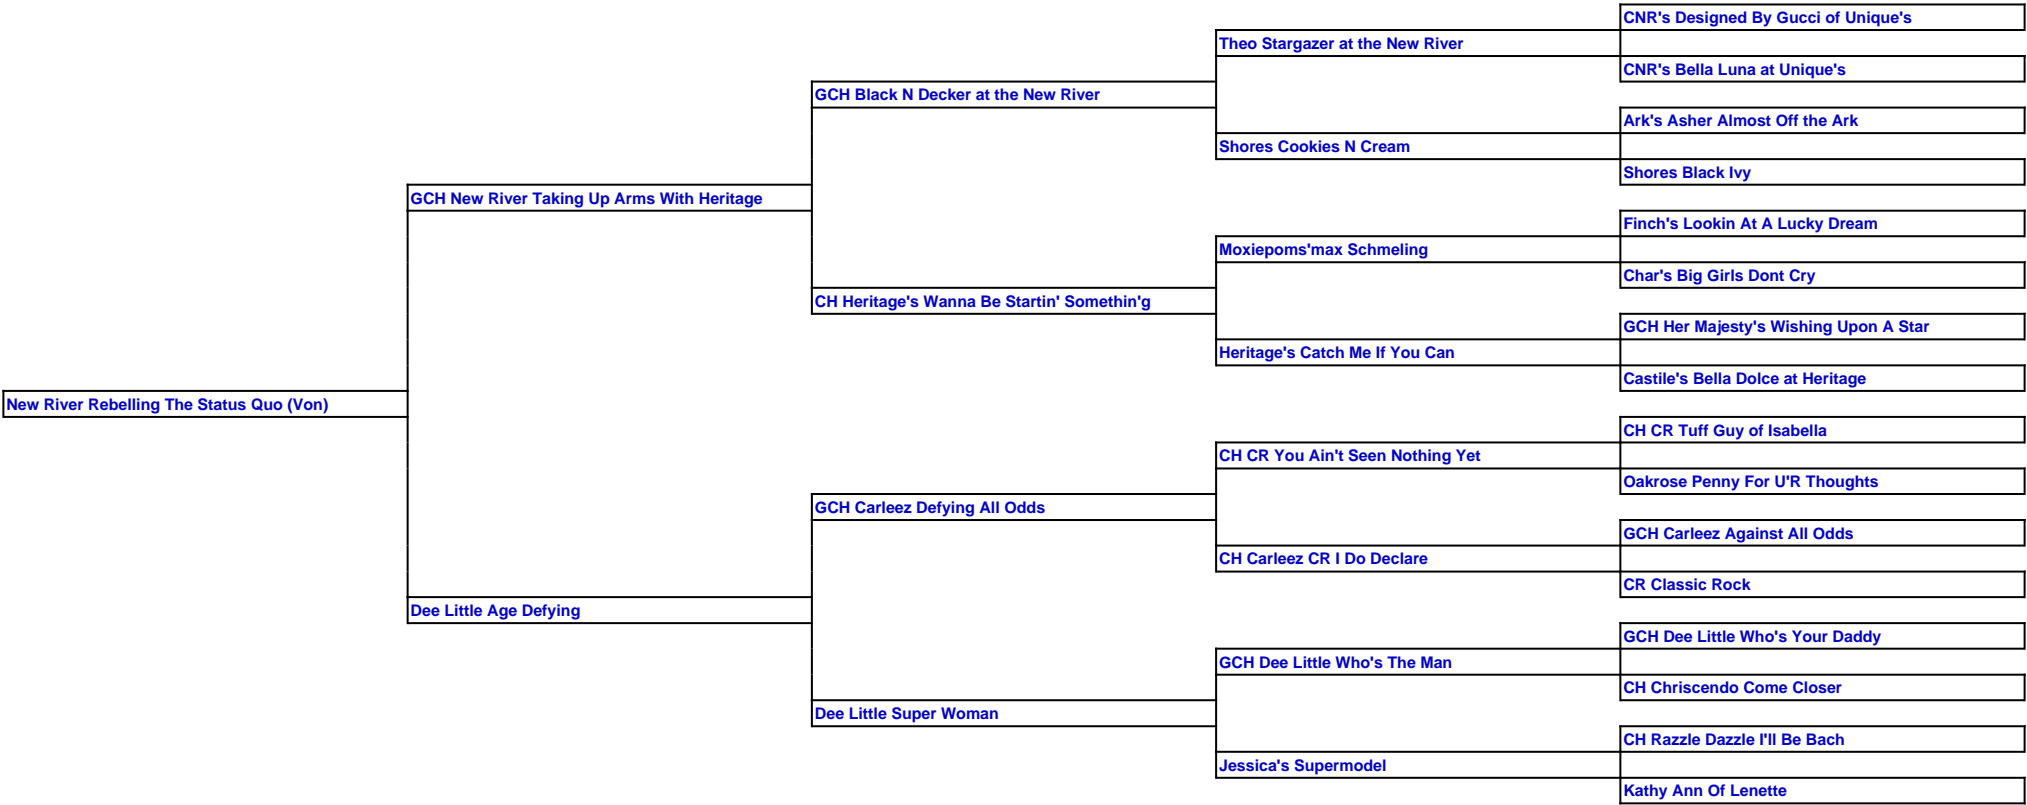 CNR's Designed By Gucci of Unique's
Theo Stargazer at the New River
CNR's Bella Luna at Unique's
GCH Black N Decker at the New River
Ark's Asher Almost Off the Ark
Shores Cookies N Cream
Shores Black Ivy
GCH New River Taking Up Arms With Heritage
Finch's Lookin At A Lucky Dream
Moxiepoms'max Schmeling
Char's Big Girls Dont Cry
CH Heritage's Wanna Be Startin' Somethin'g
GCH Her Majesty's Wishing Upon A Star
Heritage's Catch Me If You Can
Castile's Bella Dolce at Heritage
New River Rebelling The Status Quo (Von)
CH CR Tuff Guy of Isabella
CH CR You Ain't Seen Nothing Yet
Oakrose Penny For U'R Thoughts
GCH Carleez Defying All Odds
GCH Carleez Against All Odds
CH Carleez CR I Do Declare
CR Classic Rock
Dee Little Age Defying
GCH Dee Little Who's Your Daddy
GCH Dee Little Who's The Man
CH Chriscendo Come Closer
Dee Little Super Woman
CH Razzle Dazzle I'll Be Bach
Jessica's Supermodel
Kathy Ann Of Lenette